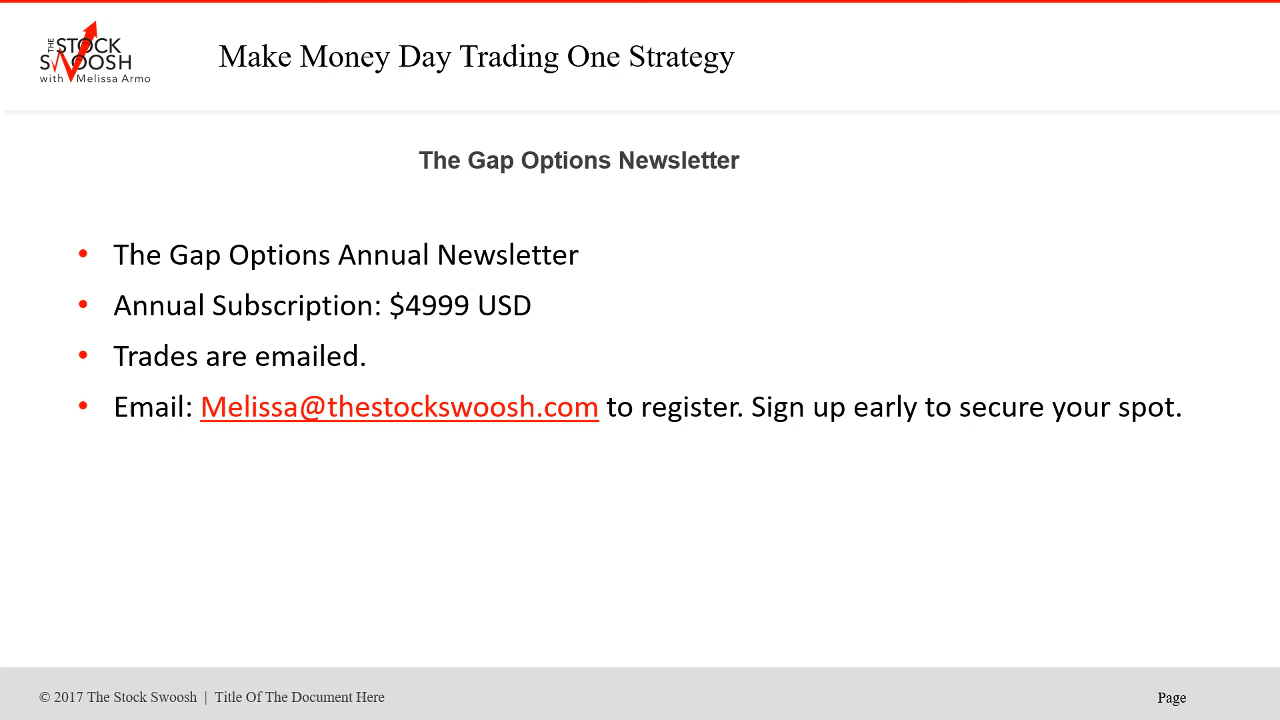 THE STOCK
SWOOSH
with Melissa Armo
Make Money Day Trading One Strategy
The Gap Options Newsletter
• The Gap Options Annual Newsletter
• Annual Subscription: $4999 USD
• Trades are emailed.
• Email: Melissa@thestockswoosh.com to register. Sign up early to secure your spot.
© 2017 The Stock Swoosh | Title Of The Document Here
Page